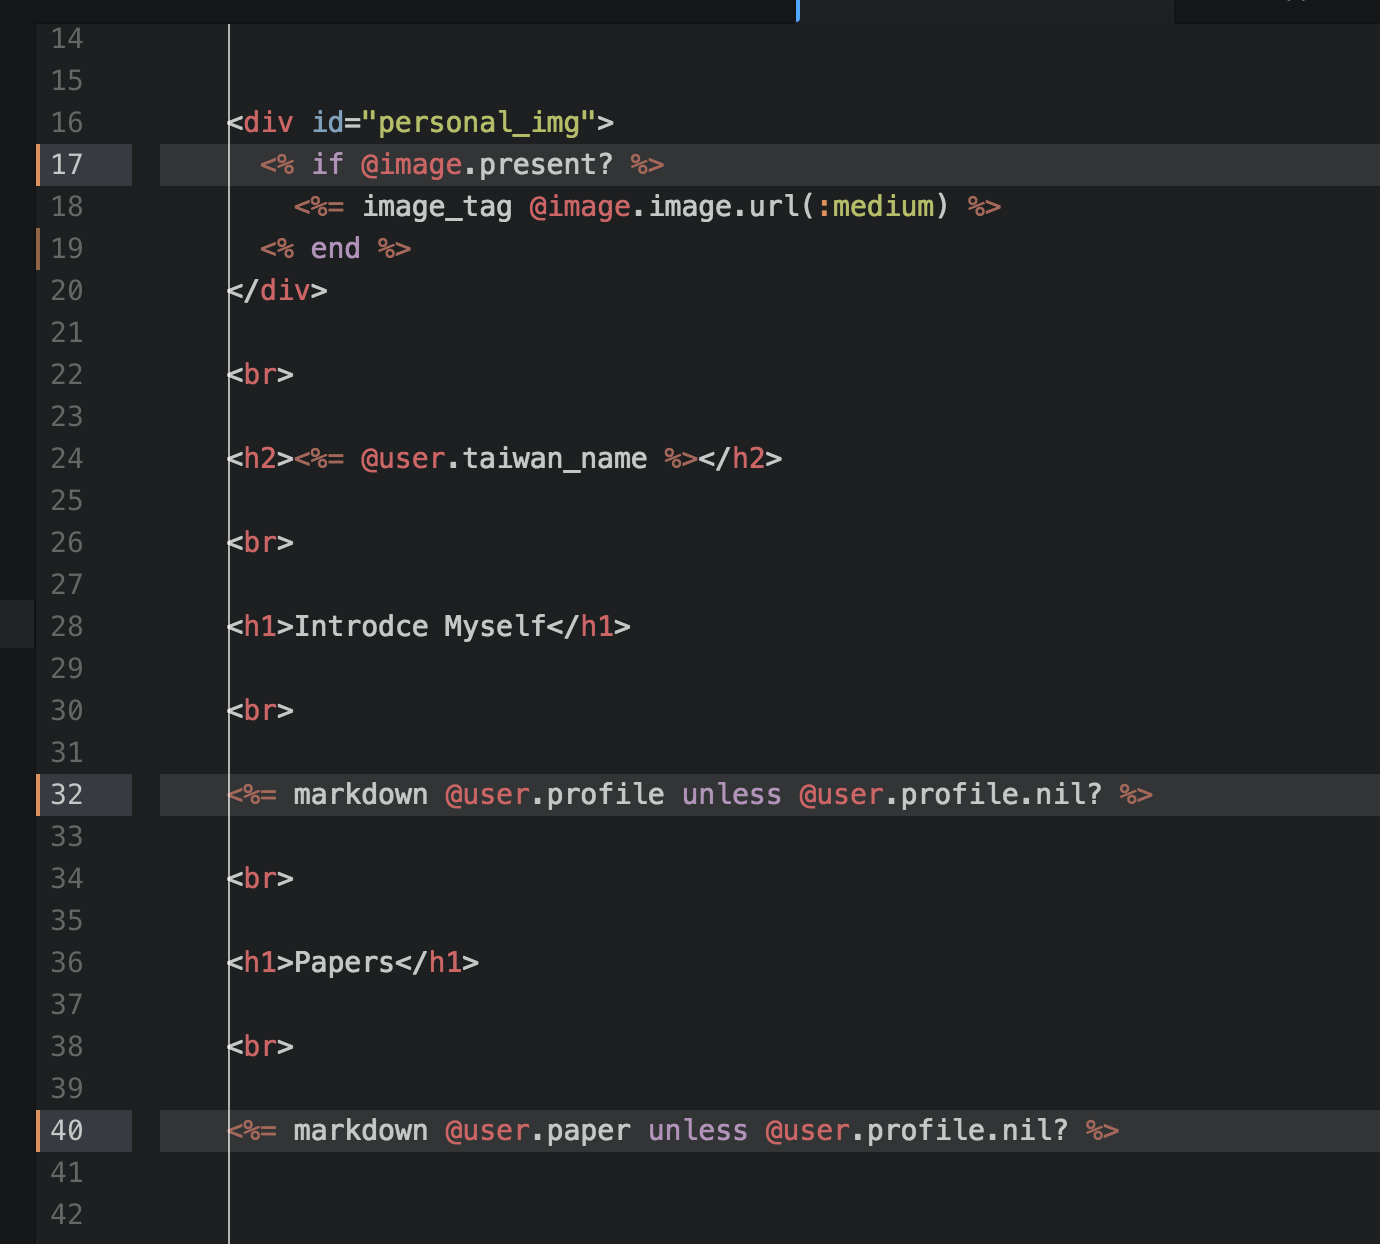 14
15
16 <div id="personal_img">
17 <% if @image.present? %>
18 <%= image_tag @image.image.url(:medium) %>
19 <% end %>
20 </div>
21
22 <br>
23
24 <h2><%= @user.taiwan_name %></h2>
25
26 <br>
27
28 <h1>Introdce Myself</h1>
29
30 <br>
31
32 <%= markdown @user.profile unless @user.profile.nil? %>
33
34 <br>
35
36 <h1>Papers</h1>
37
38 <br>
39
40 <%= markdown @user.paper unless @user.profile.nil? %>
41
42